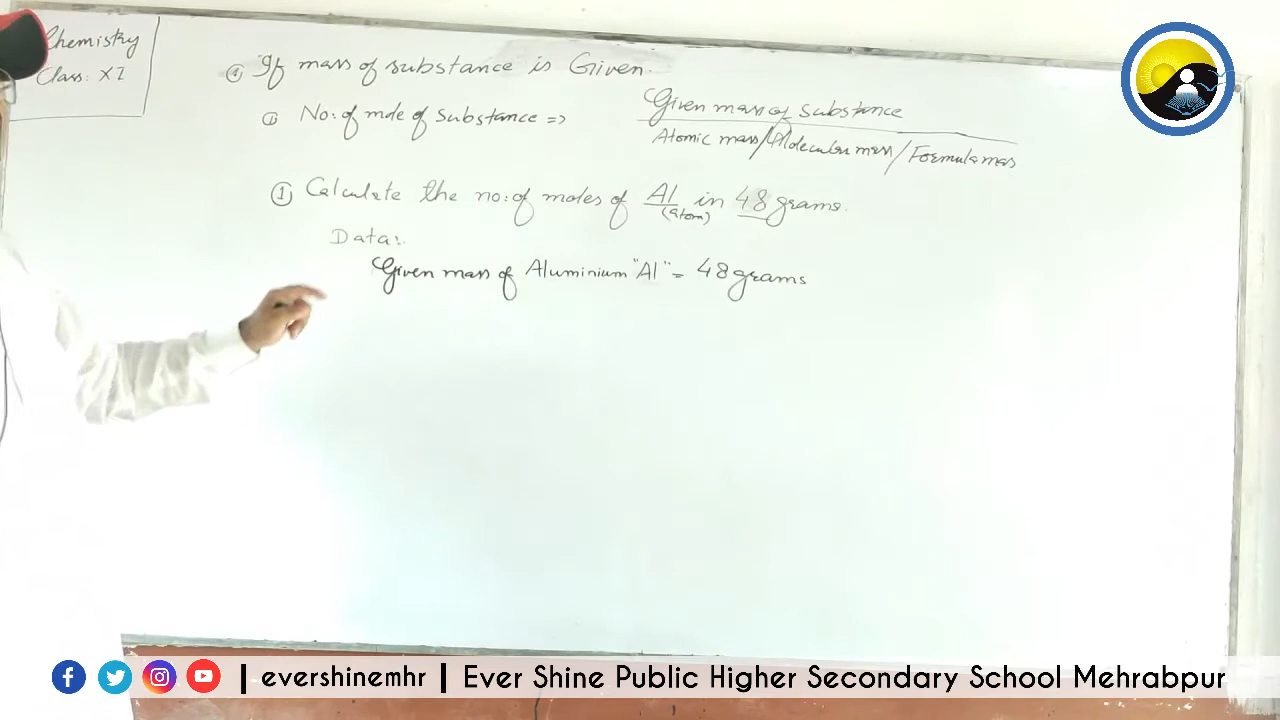 Chemistry
Class: XI
If mass of substance is Given.
No: of mole of substance => Given mass of substance
Atomic mass/Molecular mass/Formula mass
① Calculate the no: of moles of Al in 48 grams.
(atom)
Data:
Given mass of Aluminium "Al" = 48 grams
| evershinemhr | Ever Shine Public Higher Secondary School Mehrabpur